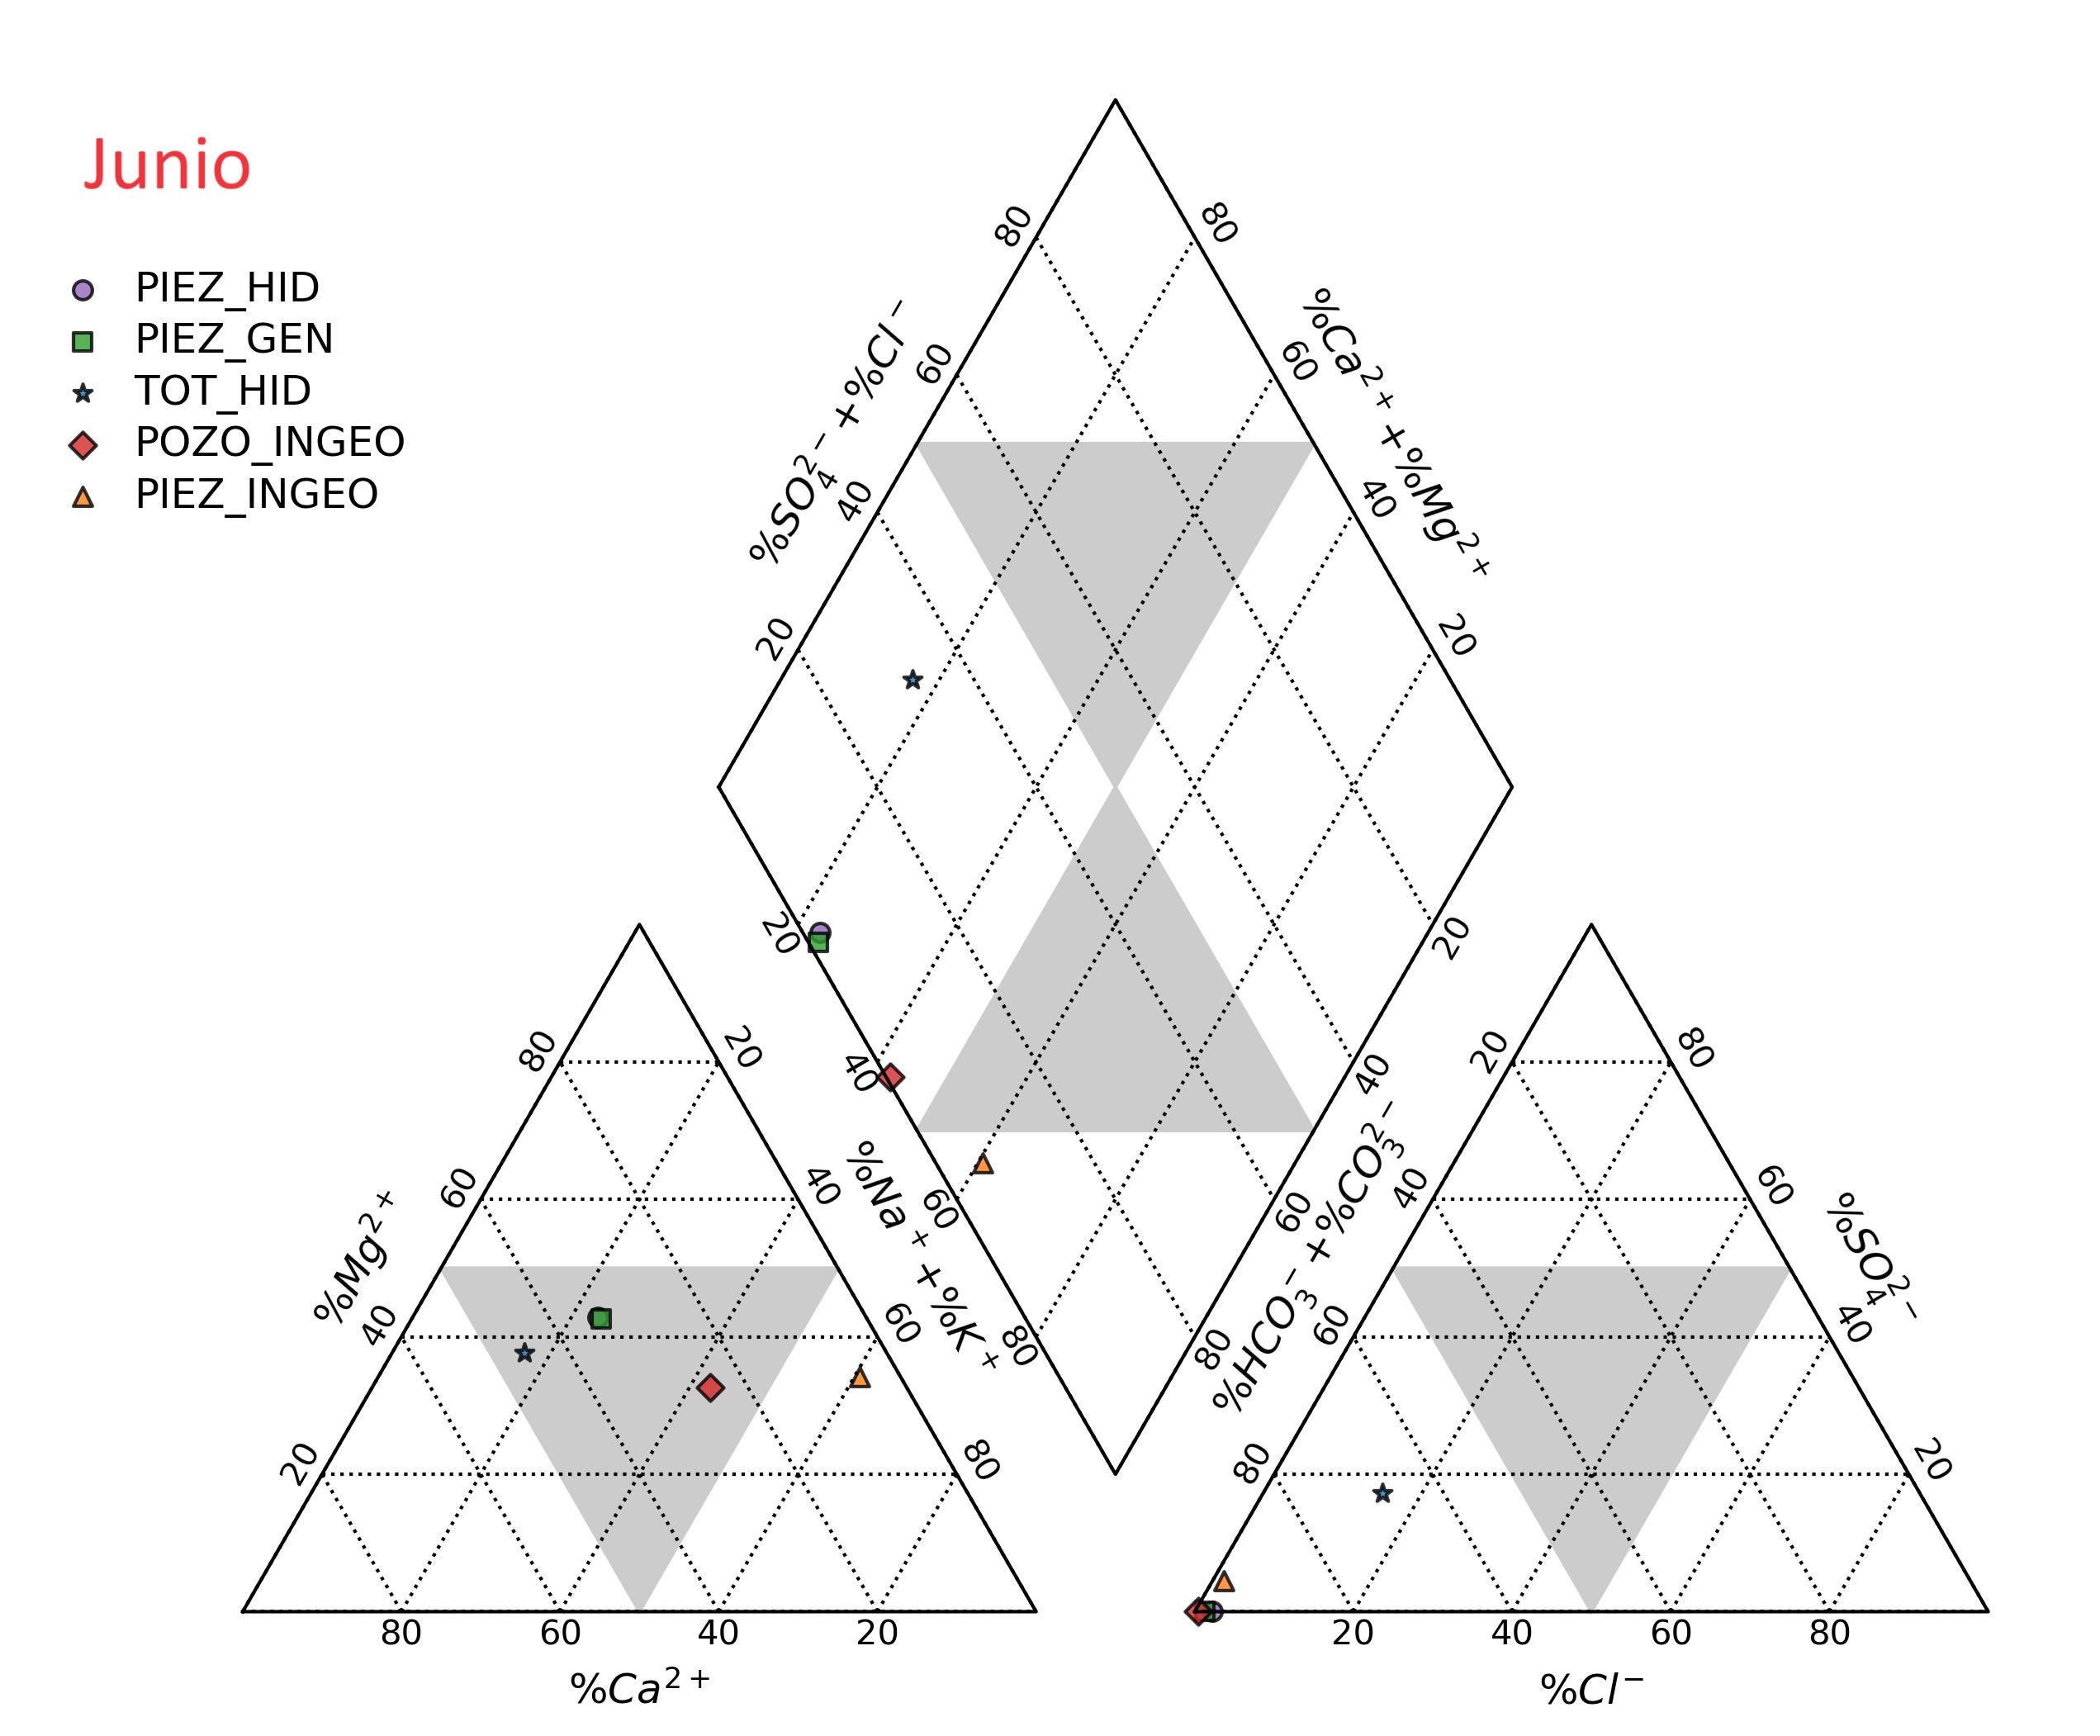 Junio
PIEZ_HID
PIEZ_GEN
TOT_HID
POZO_INGEO
PIEZ_INGEO
80
80
%SO₄²⁻+%Cl⁻
%Ca²⁺+%Mg²⁺
60
60
40
40
20
20
20
20
40
40
%Na⁺+%K⁺
%HCO₃⁻+%CO₃²⁻
60
60
80
80
%Mg²⁺
80
20
60
40
40
60
20
80
80
60
40
20
%Ca²⁺
20
80
40
60
%SO₄²⁻
60
40
80
20
20
40
60
80
%Cl⁻